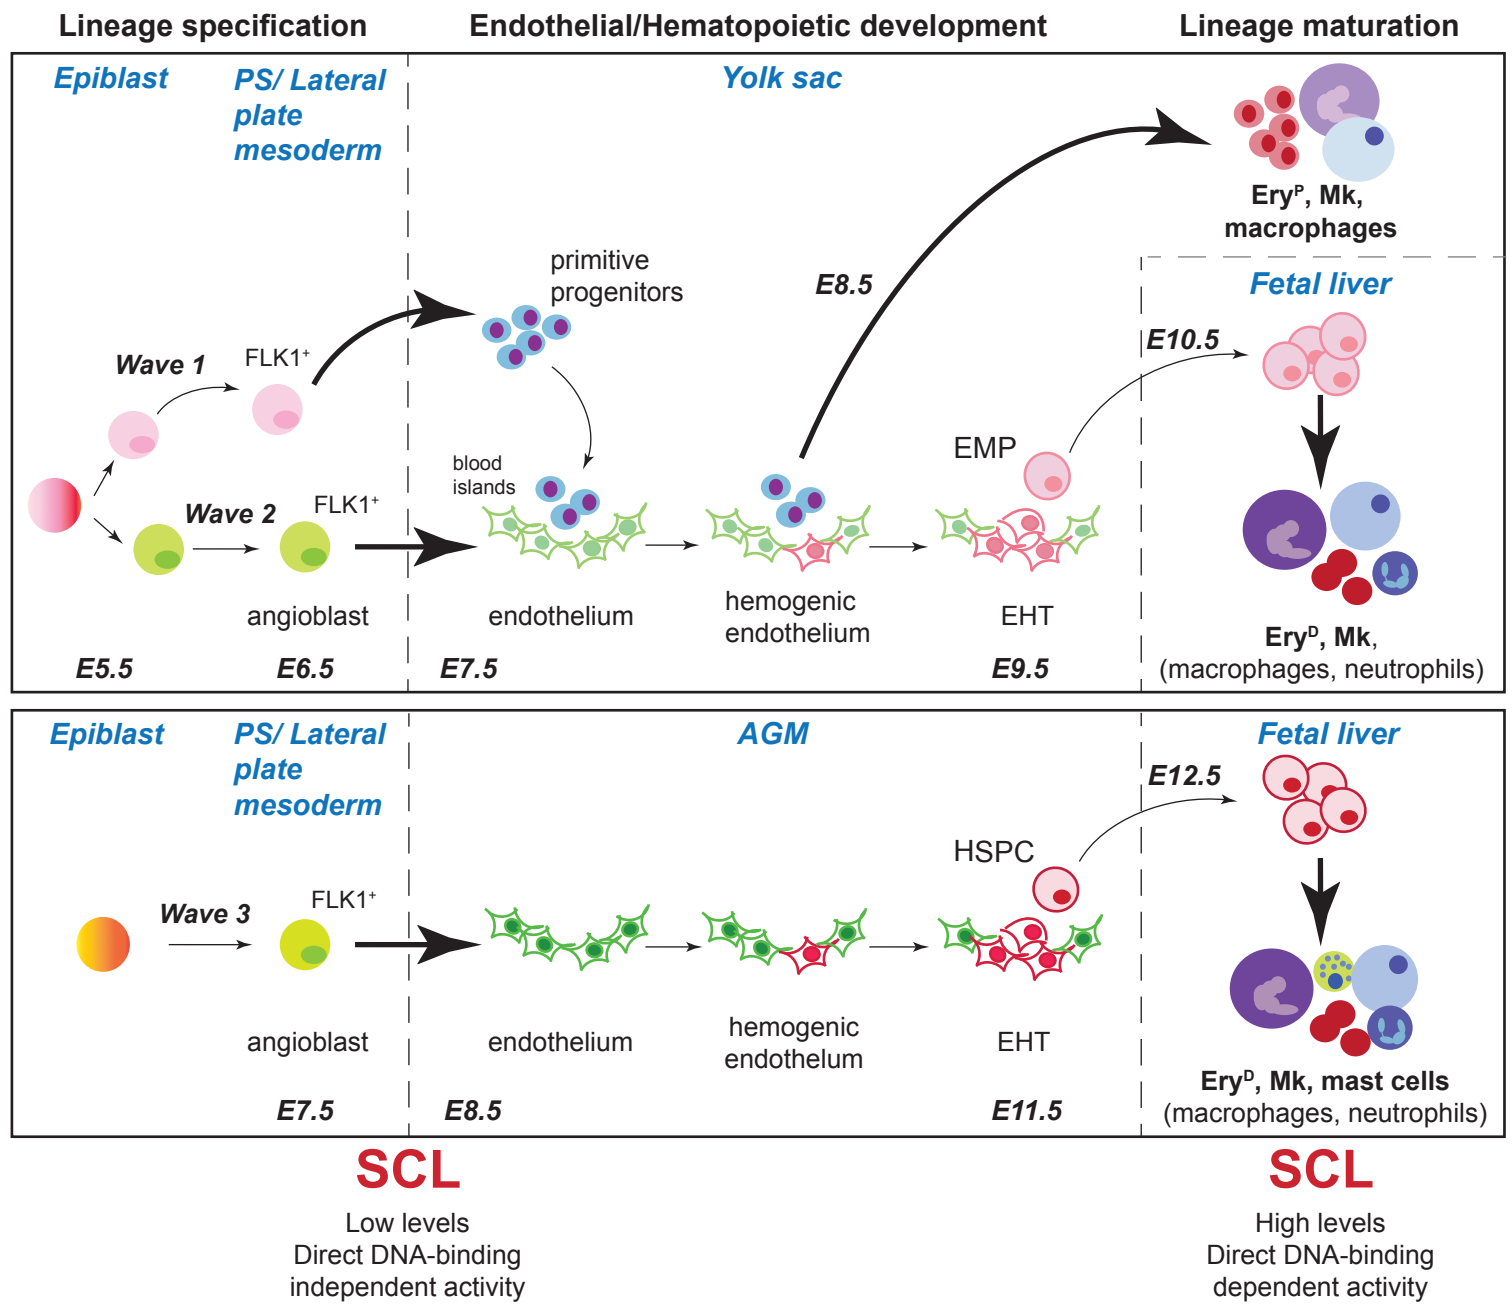 Lineage specification
Endothelial/Hematopoietic development
Lineage maturation
Epiblast
PS/ Lateral
plate
mesoderm
Yolk sac
Ery^P, Mk,
macrophages
primitive
progenitors
E8.5
Fetal liver
E10.5
Wave 1
FLK1+
blood
islands
EMP
Wave 2
FLK1+
angioblast
endothelium
hemogenic
endothelium
EHT
Ery^D, Mk,
(macrophages, neutrophils)
E5.5
E6.5
E7.5
E9.5
Epiblast
PS/ Lateral
plate
mesoderm
AGM
Fetal liver
E12.5
HSPC
Wave 3
FLK1+
angioblast
endothelium
hemogenic
endothelum
EHT
Ery^D, Mk, mast cells
(macrophages, neutrophils)
E7.5
E8.5
E11.5
SCL
Low levels
Direct DNA-binding
independent activity
SCL
High levels
Direct DNA-binding
dependent activity